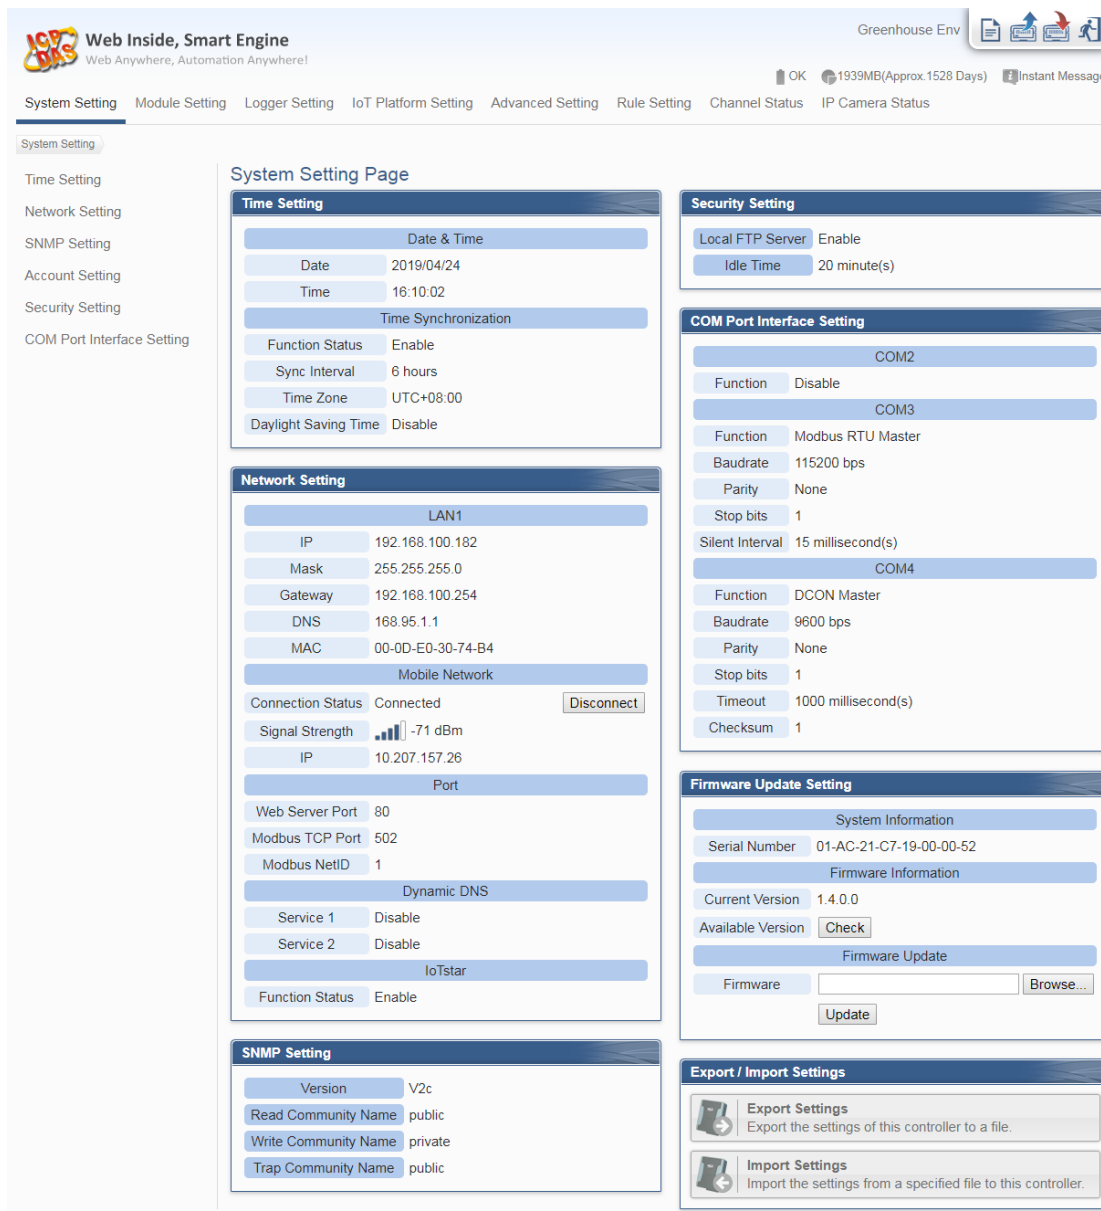 ICP DAS
Web Inside, Smart Engine
Web Anywhere, Automation Anywhere!
Greenhouse Env
OK 1939MB(Approx.1528 Days) Instant Message
System Setting Module Setting Logger Setting IoT Platform Setting Advanced Setting Rule Setting Channel Status IP Camera Status
System Setting
Time Setting
Network Setting
SNMP Setting
Account Setting
Security Setting
COM Port Interface Setting
System Setting Page
Time Setting
Date & Time
Date 2019/04/24
Time 16:10:02
Time Synchronization
Function Status Enable
Sync Interval 6 hours
Time Zone UTC+08:00
Daylight Saving Time Disable
Network Setting
LAN1
IP 192.168.100.182
Mask 255.255.255.0
Gateway 192.168.100.254
DNS 168.95.1.1
MAC 00-0D-E0-30-74-B4
Mobile Network
Connection Status Connected Disconnect
Signal Strength -71 dBm
IP 10.207.157.26
Port
Web Server Port 80
Modbus TCP Port 502
Modbus NetID 1
Dynamic DNS
Service 1 Disable
Service 2 Disable
IoTstar
Function Status Enable
SNMP Setting
Version V2c
Read Community Name public
Write Community Name private
Trap Community Name public
Security Setting
Local FTP Server Enable
Idle Time 20 minute(s)
COM Port Interface Setting
COM2
Function Disable
COM3
Function Modbus RTU Master
Baudrate 115200 bps
Parity None
Stop bits 1
Silent Interval 15 millisecond(s)
COM4
Function DCON Master
Baudrate 9600 bps
Parity None
Stop bits 1
Timeout 1000 millisecond(s)
Checksum 1
Firmware Update Setting
System Information
Serial Number 01-AC-21-C7-19-00-00-52
Firmware Information
Current Version 1.4.0.0
Available Version Check
Firmware Update
Firmware Browse...
Update
Export / Import Settings
Export Settings
Export the settings of this controller to a file.
Import Settings
Import the settings from a specified file to this controller.